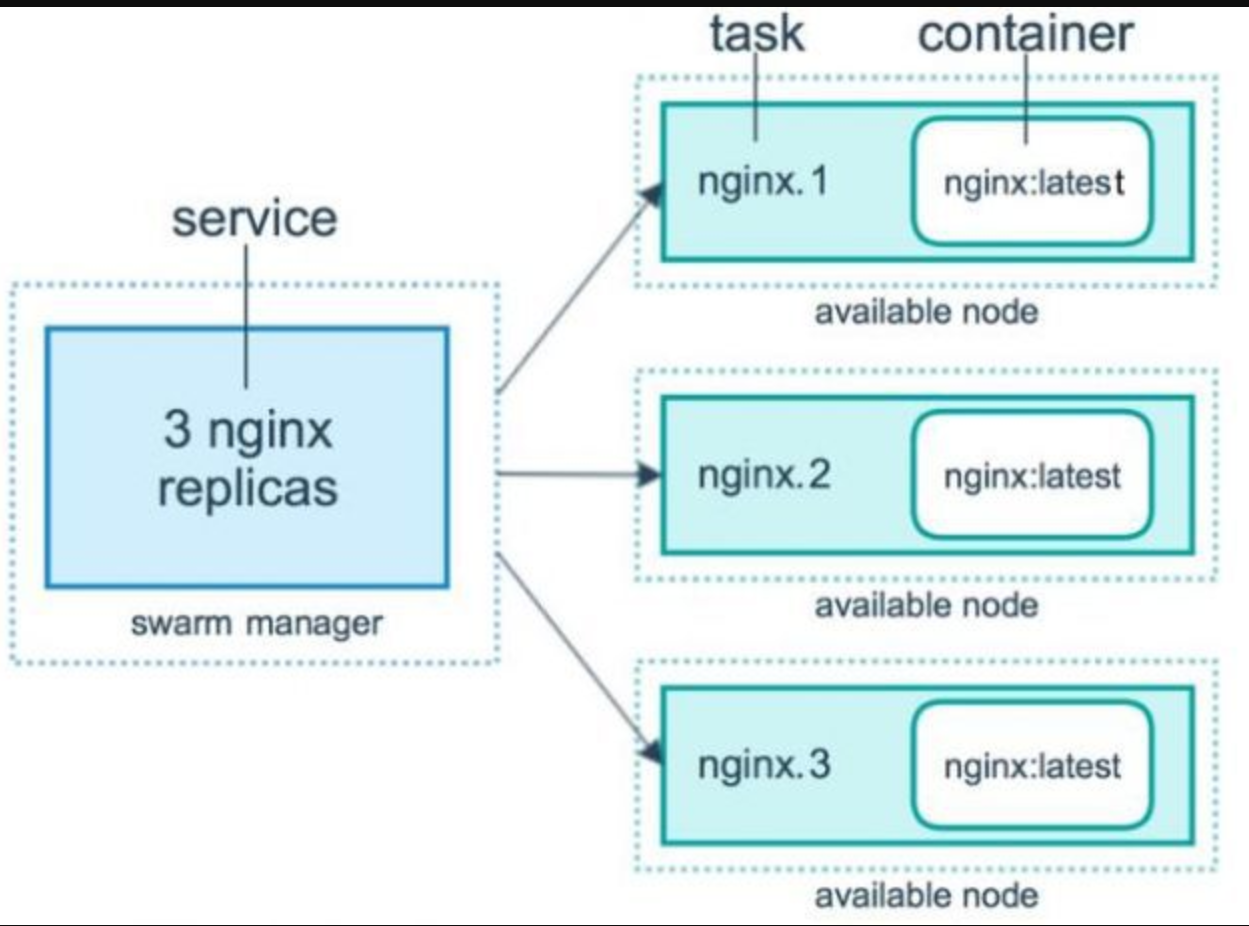 task container
nginx.1 nginx:latest
available node
service
3 nginx
replicas
swarm manager
nginx.2 nginx:latest
available node
nginx.3 nginx:latest
available node